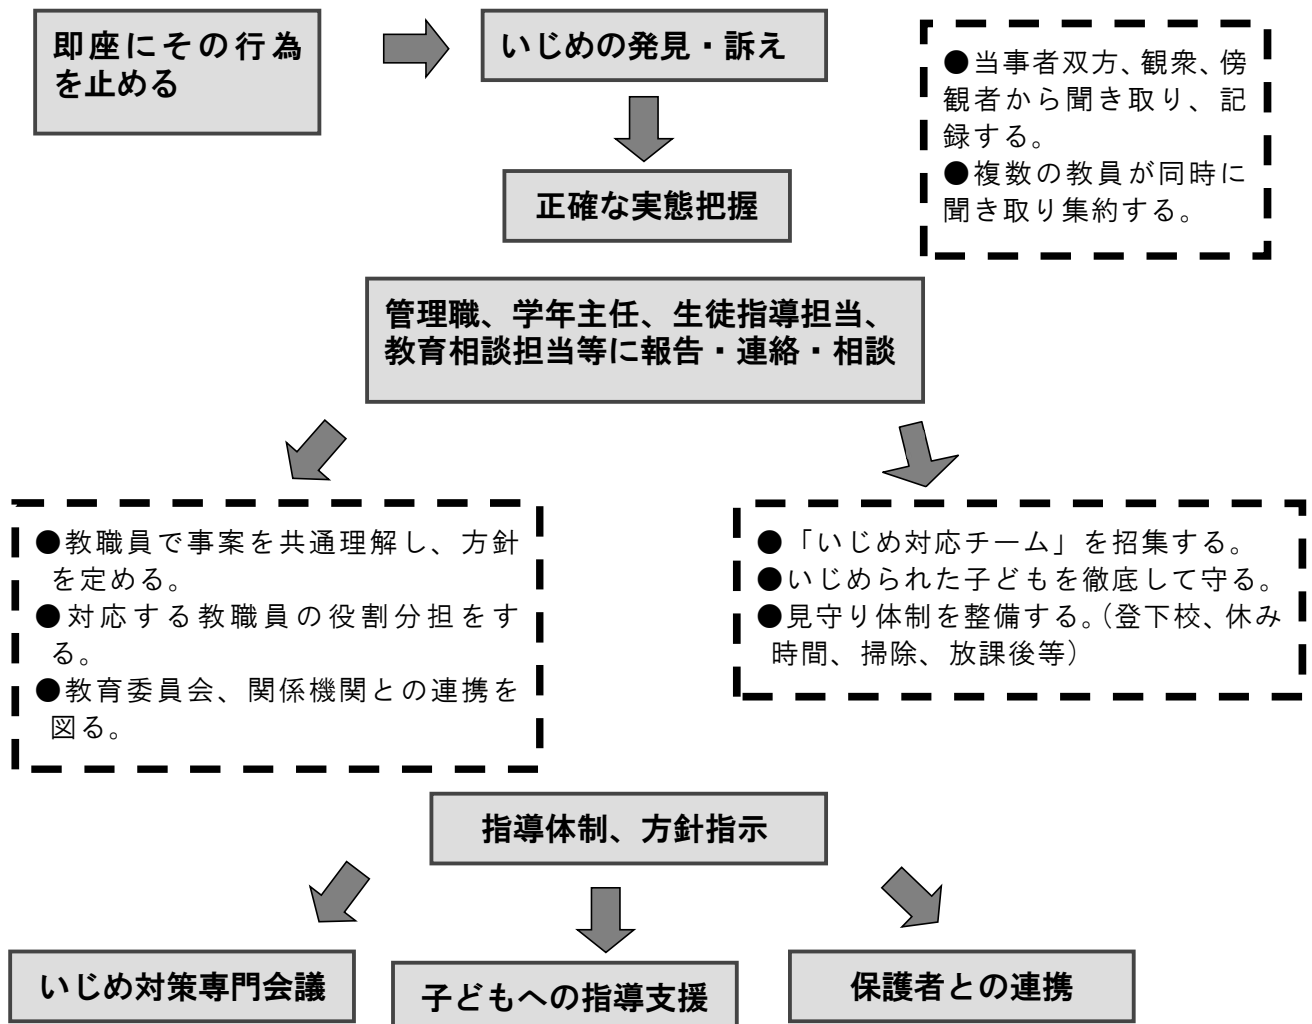 即座にその行為
を止める
いじめの発見・訴え
●当事者双方、観衆、傍
観者から聞き取り、記
録する。
●複数の教員が同時に
聞き取り集約する。
正確な実態把握
管理職、学年主任、生徒指導担当、
教育相談担当等に報告・連絡・相談
●教職員で事案を共通理解し、方針
を定める。
●対応する教職員の役割分担をす
る。
●教育委員会、関係機関との連携を
図る。
●「いじめ対応チーム」を招集する。
●いじめられた子どもを徹底して守る。
●見守り体制を整備する。（登下校、休み
時間、掃除、放課後等）
指導体制、方針指示
いじめ対策専門会議
子どもへの指導支援
保護者との連携